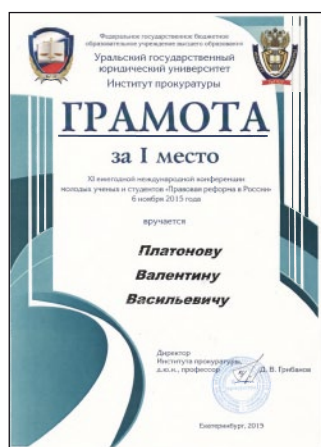 Федеральное государственное бюджетное
образовательное учреждение высшего образования
Уральский государственный
юридический университет
Институт прокуратуры
ГРАМОТА
за I место
XI ежегодной международной конференции
молодых ученых и студентов «Правовая реформа в России»
6 ноября 2015 года
вручается
Платонову
Валентину
Васильевичу
Директор
Института прокуратуры,
д.ю.н., профессор Д. В. Грибанов
Екатеринбург, 2015